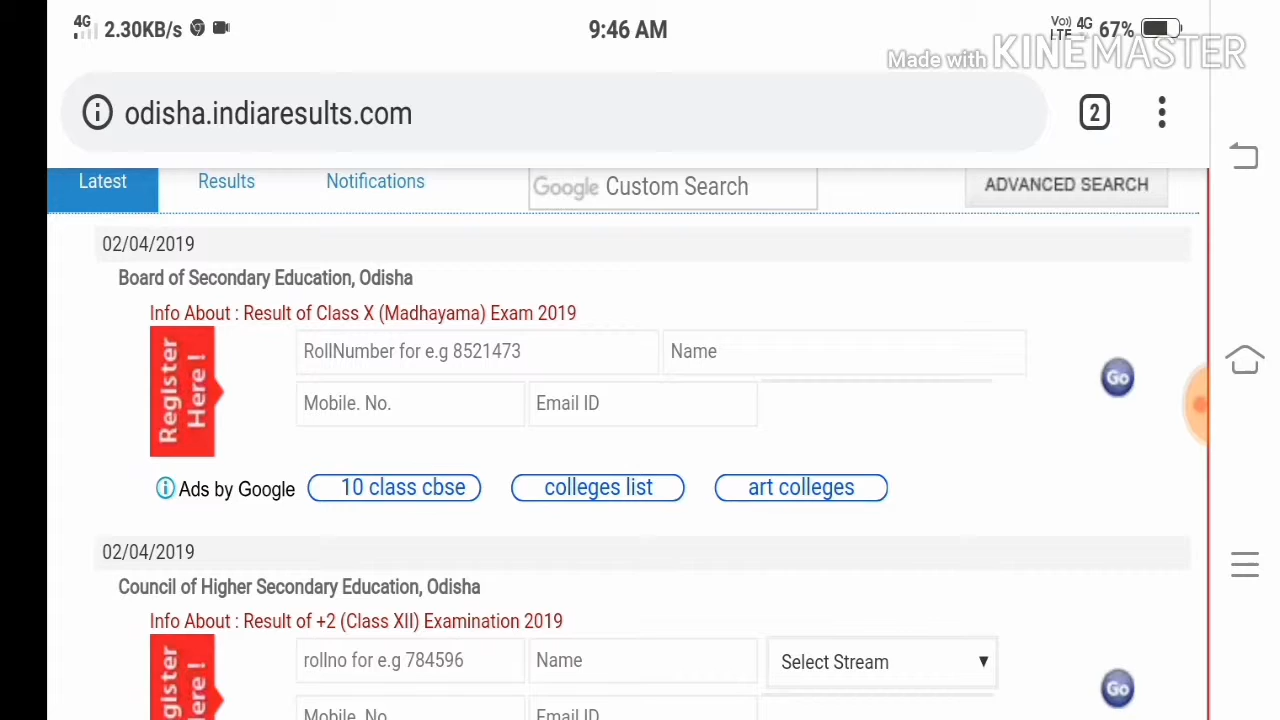 4G 2.30KB/s 9:46 AM Vo)) LTE 4G 67%
Made with KINEMASTER
odisha.indiaresults.com 2
Latest Results Notifications Google Custom Search ADVANCED SEARCH
02/04/2019
Board of Secondary Education, Odisha
Info About : Result of Class X (Madhayama) Exam 2019
Register Here !
RollNumber for e.g 8521473 Name
Go
Mobile. No. Email ID
Ads by Google 10 class cbse colleges list art colleges
02/04/2019
Council of Higher Secondary Education, Odisha
Info About : Result of +2 (Class XII) Examination 2019
rollno for e.g 784596 Name Select Stream
Go
Mobile. No. Email ID